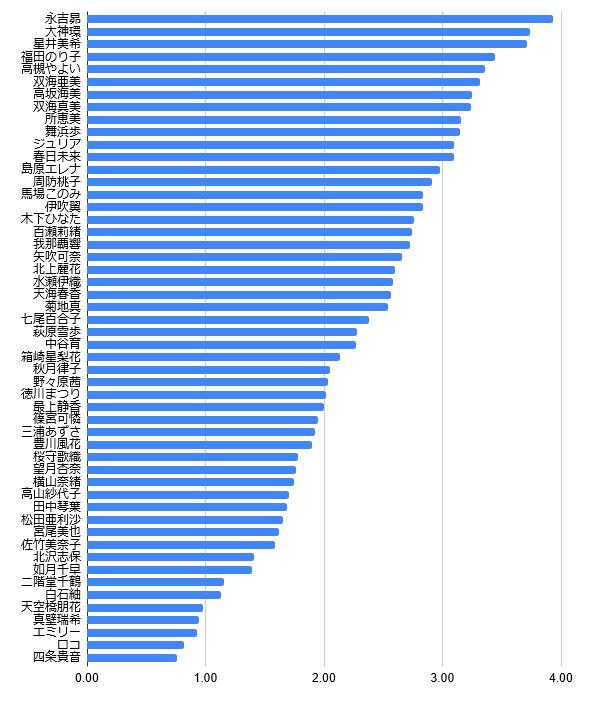 永吉昴
大神環
星井美希
福田のり子
高槻やよい
双海亜美
高坂海美
双海真美
所恵美
舞浜歩
ジュリア
春日未来
島原エレナ
周防桃子
馬場このみ
伊吹翼
木下ひなた
百瀬莉緒
我那覇響
矢吹可奈
北上麗花
水瀬伊織
天海春香
菊地真
七尾百合子
萩原雪歩
中谷育
箱崎星梨花
秋月律子
野々原茜
徳川まつり
最上静香
篠宮可憐
三浦あずさ
豊川風花
桜守歌織
望月杏奈
横山奈緒
高山紗代子
田中琴葉
松田亜利沙
宮尾美也
佐竹美奈子
北沢志保
如月千早
二階堂千鶴
白石紬
天空橋朋花
真壁瑞希
エミリー
ロコ
四条貴音
0.00 1.00 2.00 3.00 4.00